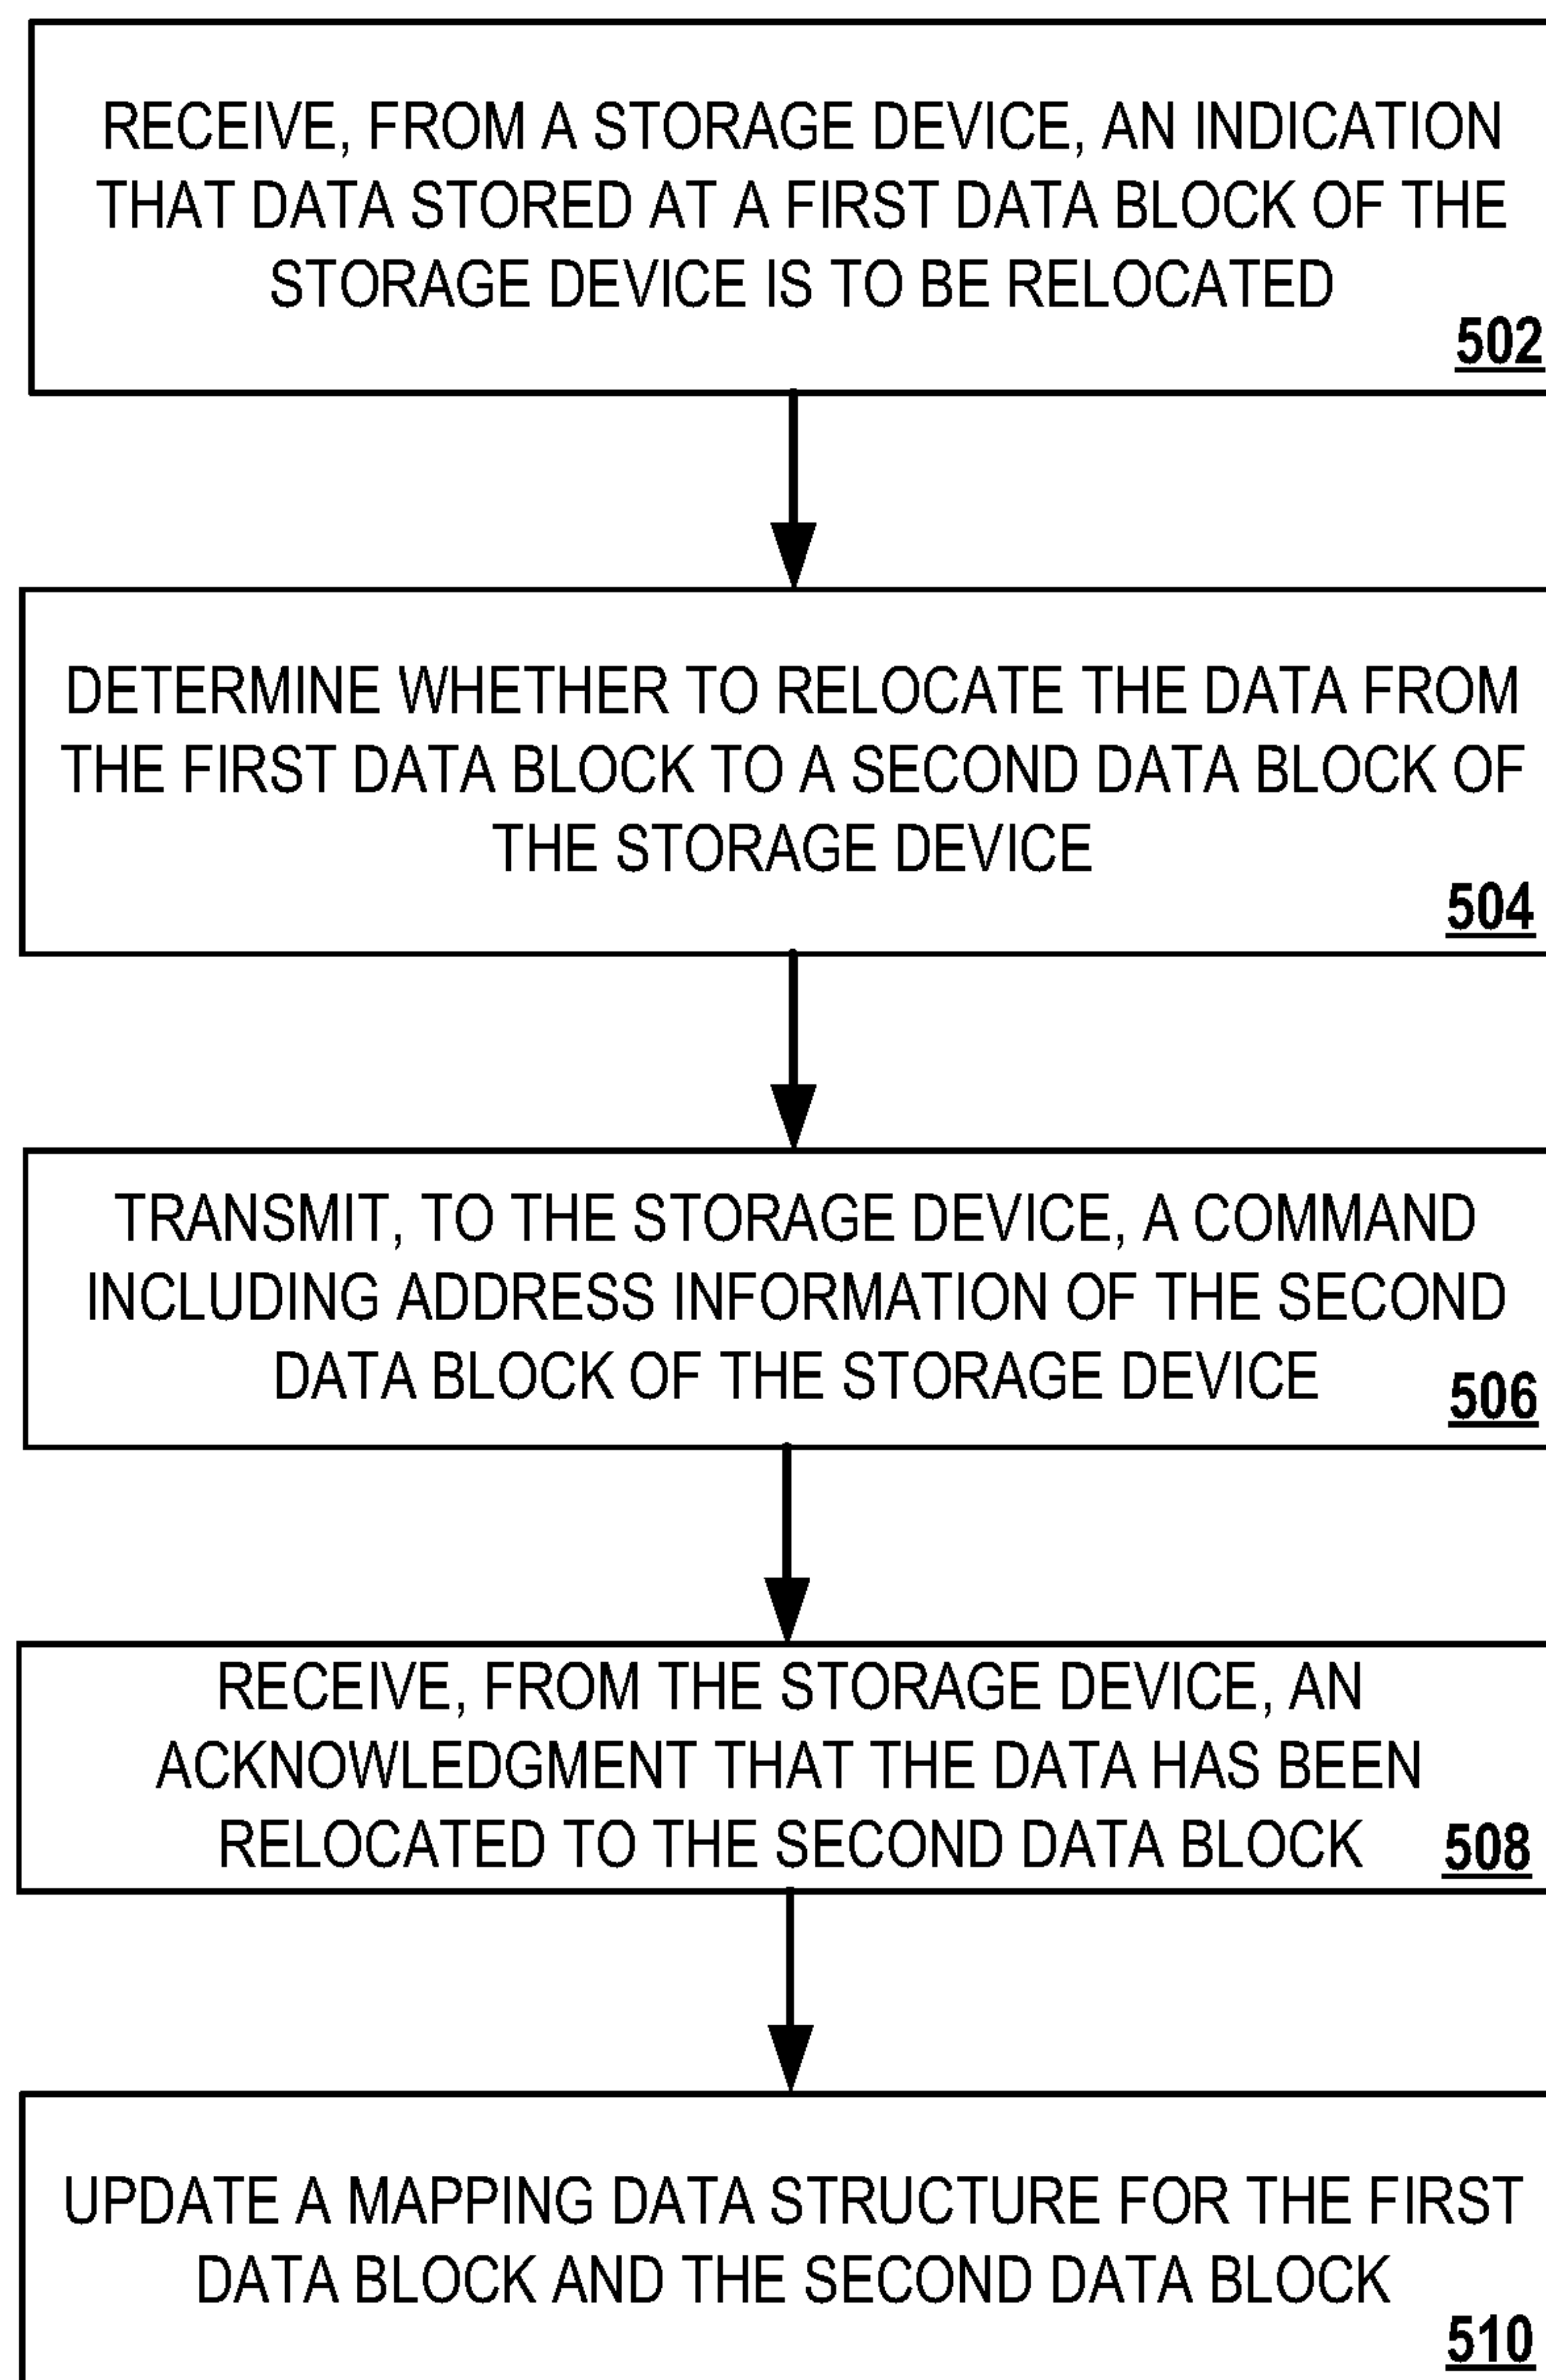 RECEIVE, FROM A STORAGE DEVICE, AN INDICATION
THAT DATA STORED AT A FIRST DATA BLOCK OF THE
STORAGE DEVICE IS TO BE RELOCATED
502
DETERMINE WHETHER TO RELOCATE THE DATA FROM
THE FIRST DATA BLOCK TO A SECOND DATA BLOCK OF
THE STORAGE DEVICE
504
TRANSMIT, TO THE STORAGE DEVICE, A COMMAND
INCLUDING ADDRESS INFORMATION OF THE SECOND
DATA BLOCK OF THE STORAGE DEVICE
506
RECEIVE, FROM THE STORAGE DEVICE, AN
ACKNOWLEDGMENT THAT THE DATA HAS BEEN
RELOCATED TO THE SECOND DATA BLOCK
508
UPDATE A MAPPING DATA STRUCTURE FOR THE FIRST
DATA BLOCK AND THE SECOND DATA BLOCK
510